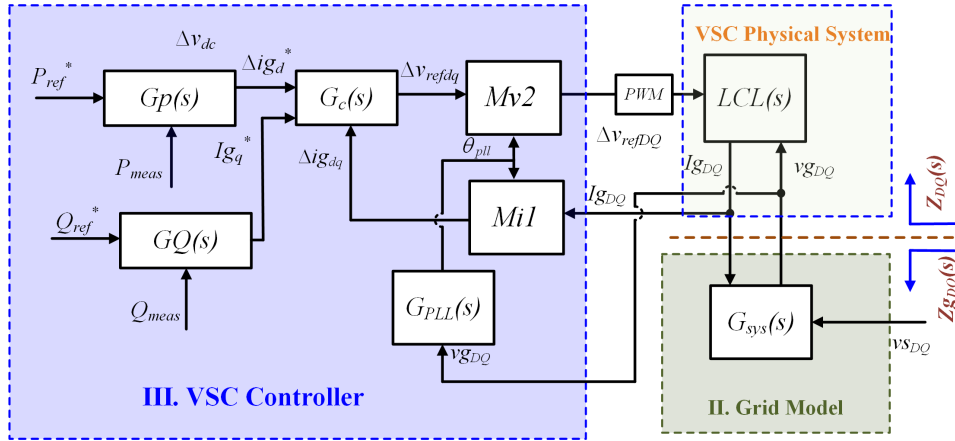 VSC Physical System
Δv_dc
P_ref^*
Δig_d^*
Δv_refdq
Gp(s)
G_c(s)
Mv2
PWM
LCL(s)
Δv_refDQ
P_meas
Ig_q^*
Δig_dq
θ_pll
Ig_DQ
vg_DQ
Z_DQ(s)
Q_ref^*
GQ(s)
Mi1
Ig_DQ
Zg_DQ(s)
Q_meas
G_PLL(s)
G_sys(s)
vg_DQ
vs_DQ
III. VSC Controller
II. Grid Model